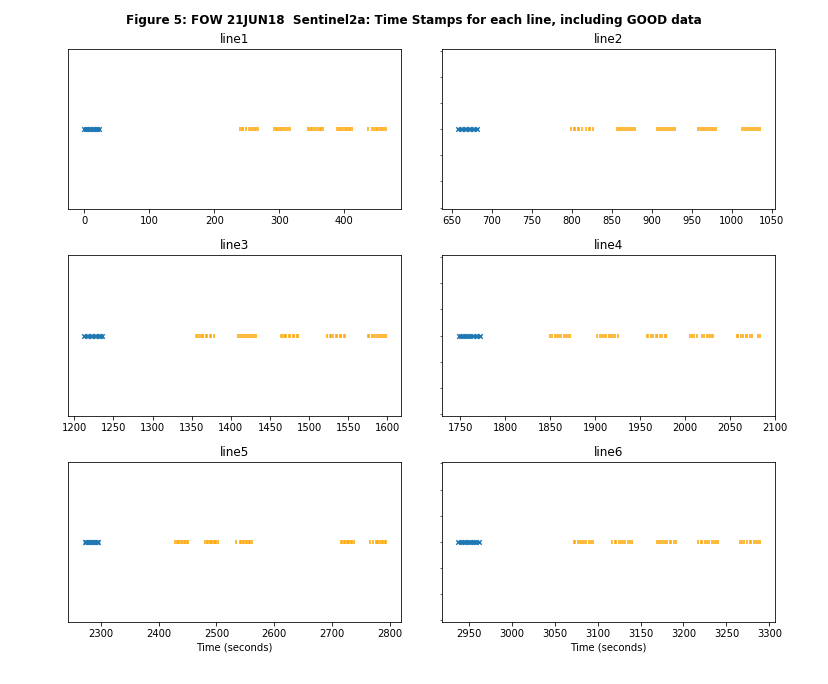 Figure 5: FOW 21JUN18  Sentinel2a: Time Stamps for each line, including GOOD data
line1
line2
0 100 200 300 400
650 700 750 800 850 900 950 1000 1050
line3
line4
1200 1250 1300 1350 1400 1450 1500 1550 1600
1750 1800 1850 1900 1950 2000 2050 2100
line5
line6
2300 2400 2500 2600 2700 2800
2950 3000 3050 3100 3150 3200 3250 3300
Time (seconds)
Time (seconds)